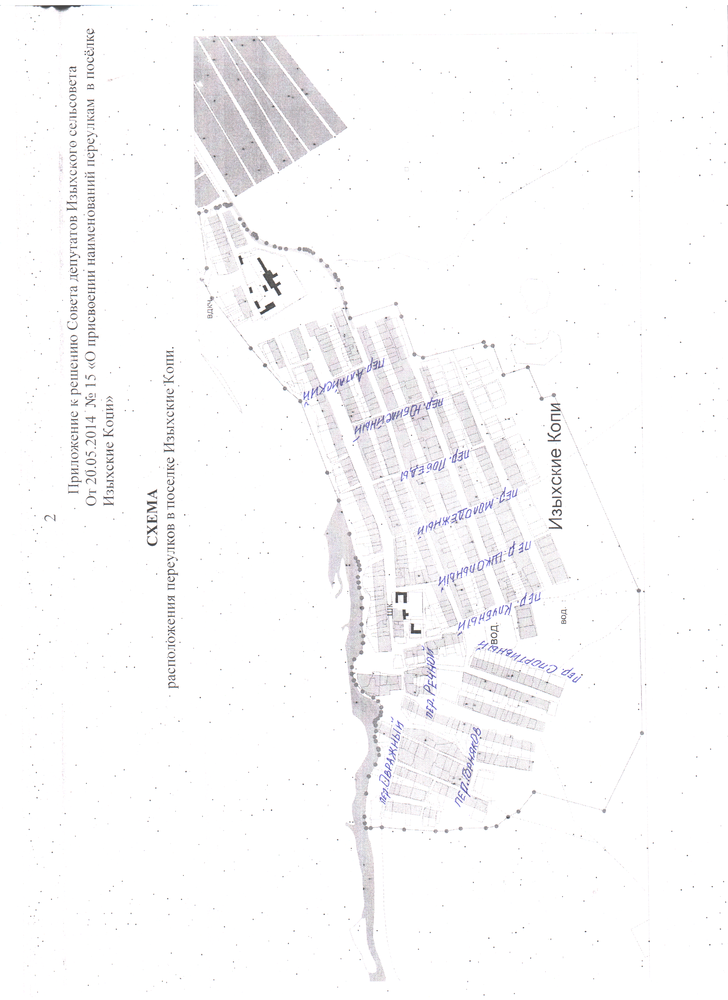 2
Приложение к решению Совета депутатов Изыхского сельсовета
От 20.05.2014 № 15 «О присвоении наименований переулкам в посёлке
Изыхские Копи»
СХЕМА
расположения переулков в поселке Изыхские Копи.
вдкч.
пер. Алтайский
пер. Юбилейный
пер. Победы
пер. Молодежный
пер. Школьный
пер. Клубный
пер. Спортивный
пер. Речной
пер. Овражный
пер. Горняков
шк
вод.
вод.
Изыхские Копи